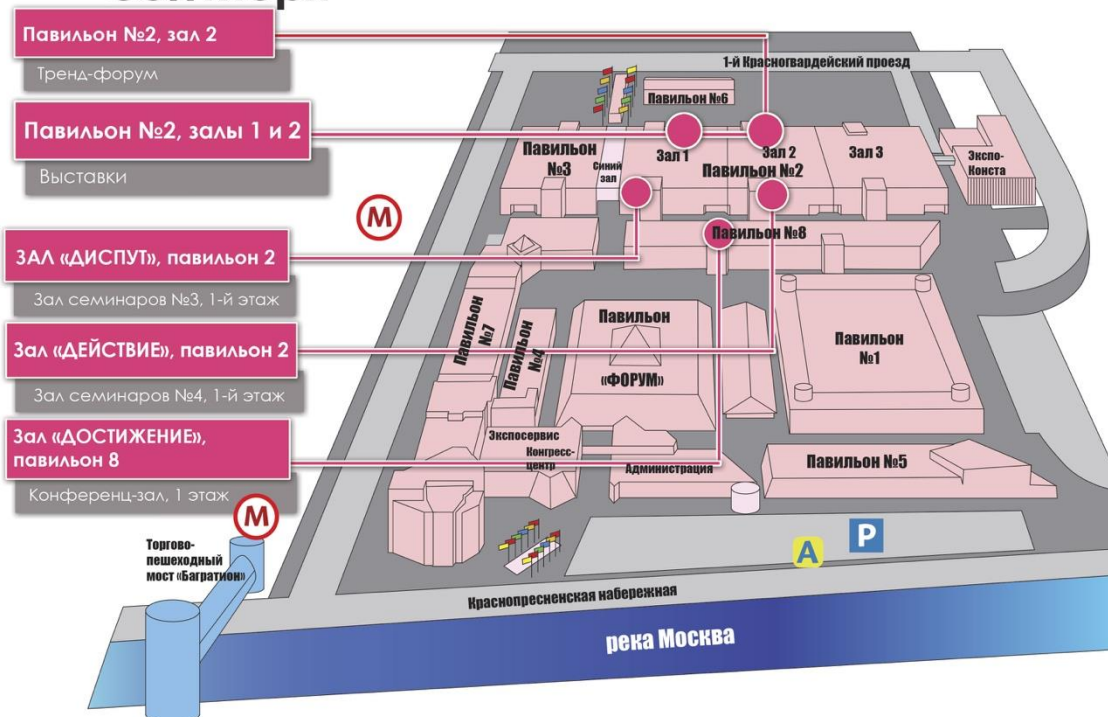 Павильон №2, зал 2
Тренд-форум
Павильон №2, залы 1 и 2
Выставки
ЗАЛ «ДИСПУТ», павильон 2
Зал семинаров №3, 1-й этаж
Зал «ДЕЙСТВИЕ», павильон 2
Зал семинаров №4, 1-й этаж
Зал «ДОСТИЖЕНИЕ»,
павильон 8
Конференц-зал, 1 этаж
1-й Красногвардейский проезд
Павильон №6
Павильон
№3
Синий
зал
Зал 1
Зал 2
Павильон №2
Зал 3
Экспо-
Конста
М
Павильон №8
Павильон
№7
Павильон
№4
Павильон
«ФОРУМ»
Павильон
№1
Экспосервис
Конгресс-
центр
Администрация
Павильон №5
М
Торгово-
пешеходный
мост «Багратион»
А
P
Краснопресненская набережная
река Москва